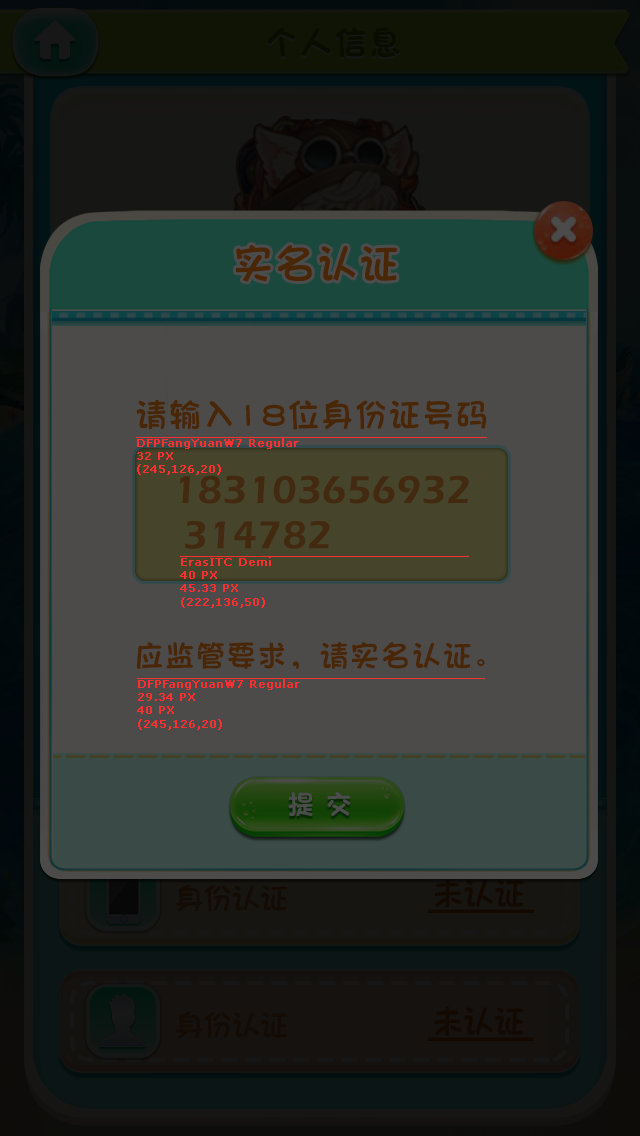 个人信息
实名认证
请输入18位身份证号码
DFPFangYuanW7 Regular
32 PX
(245,126,20)
183103656932
314782
ErasITC Demi
40 PX
45.33 PX
(222,136,50)
应监管要求，请实名认证。
DFPFangYuanW7 Regular
29.34 PX
40 PX
(245,126,20)
提交
身份认证 未认证
身份认证 未认证